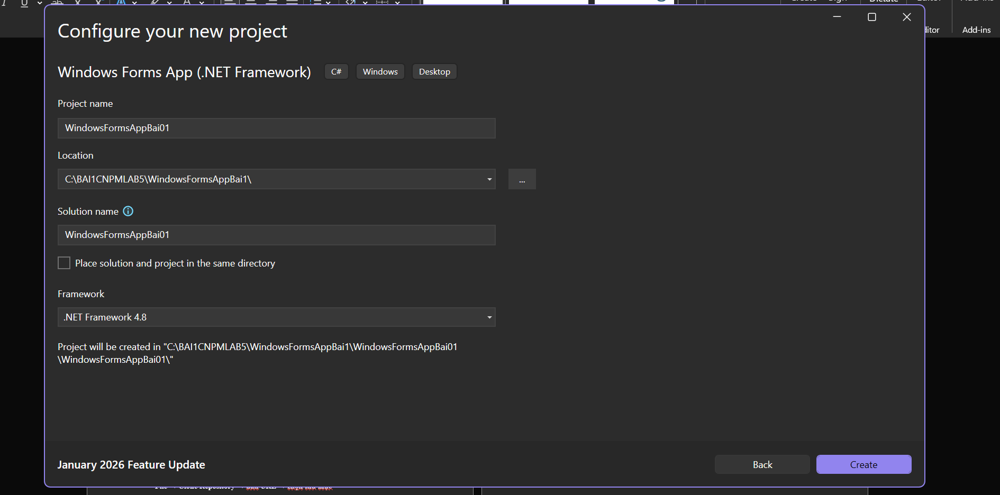 Configure your new project
Windows Forms App (.NET Framework) C# Windows Desktop
Project name
WindowsFormsAppBai01
Location
C:\BAI1CNPMLAB5\WindowsFormsAppBai1\
...
Solution name
WindowsFormsAppBai01
Place solution and project in the same directory
Framework
.NET Framework 4.8
Project will be created in "C:\BAI1CNPMLAB5\WindowsFormsAppBai1\WindowsFormsAppBai01
\WindowsFormsAppBai01\"
January 2026 Feature Update
Back
Create
Dictate
Add-ins